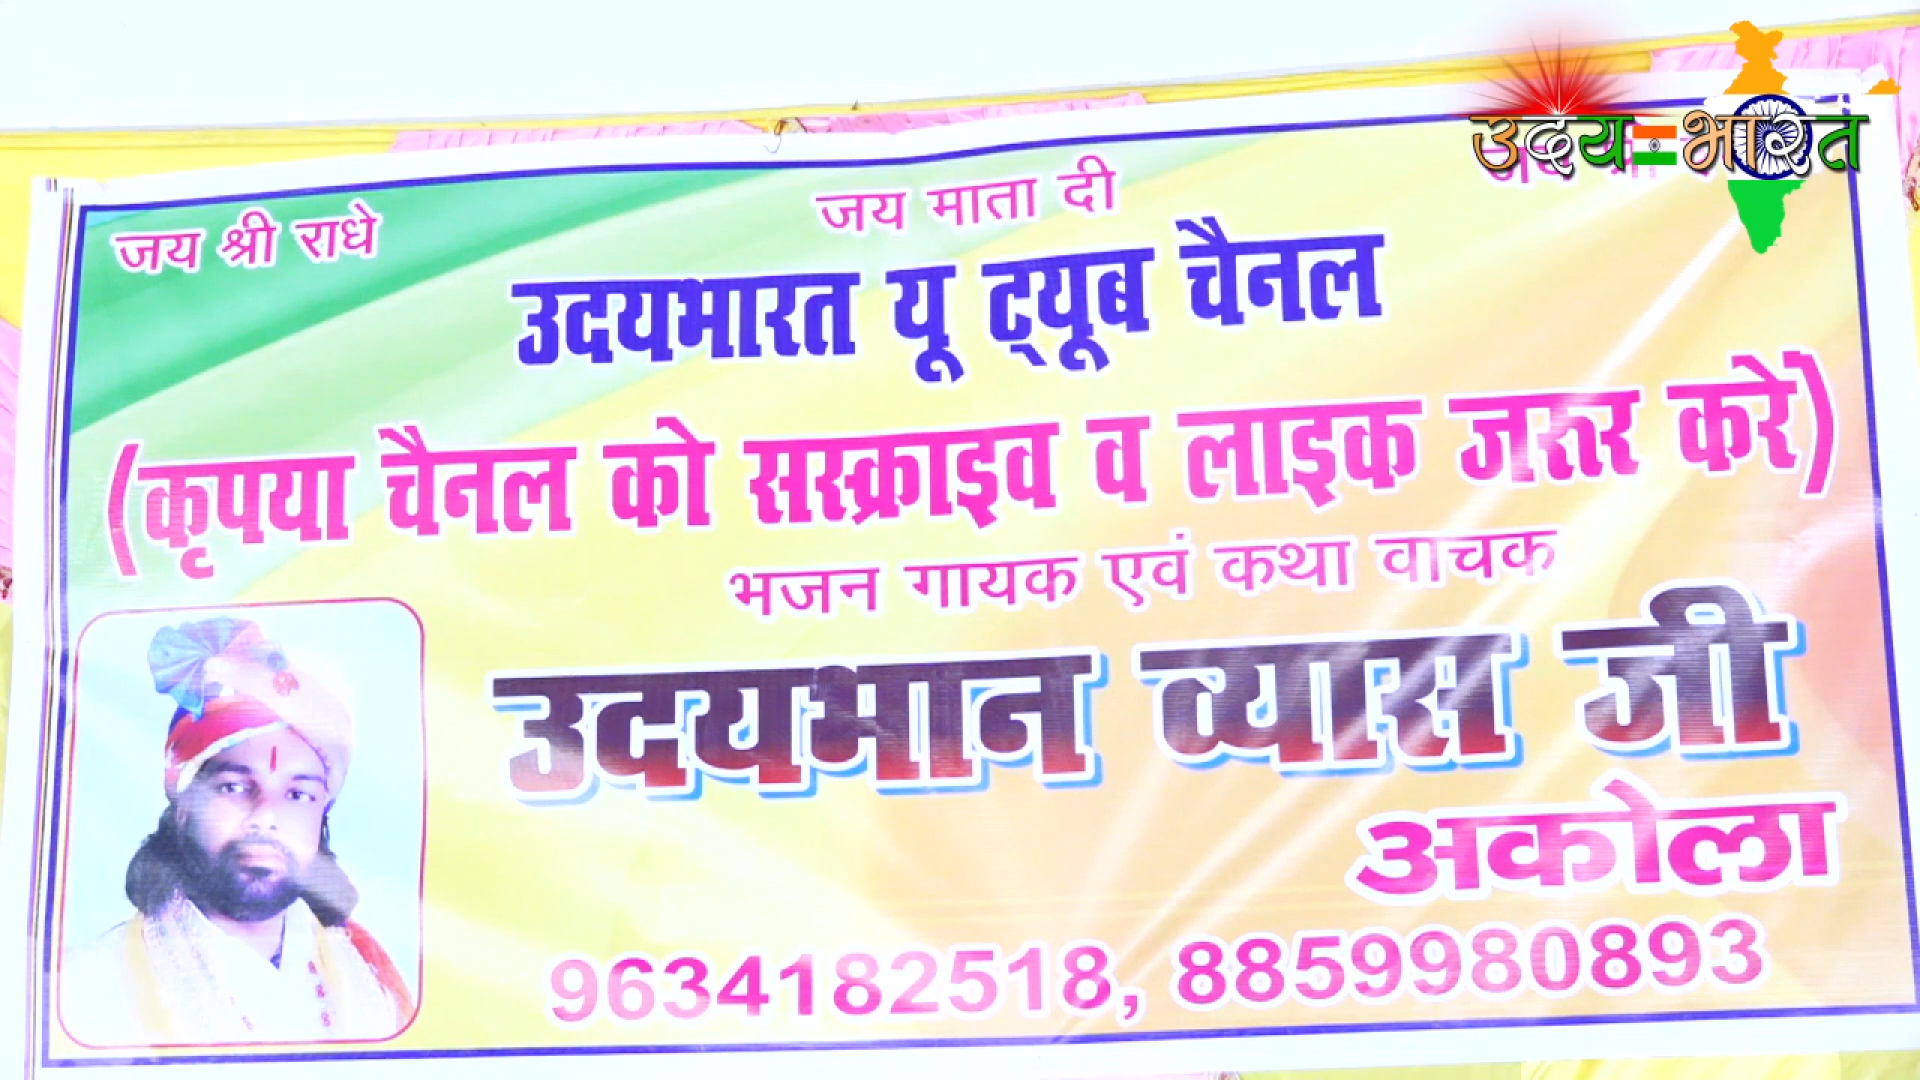 उदय भारत
जय श्री राधे
जय माता दी
उदयभारत यू ट्यूब चैनल
(कृपया चैनल को सस्क्राइव व लाइक जरूर करें)
भजन गायक एवं कथा वाचक
उदयभान व्यास जी
अकोला
9634182518, 8859980893